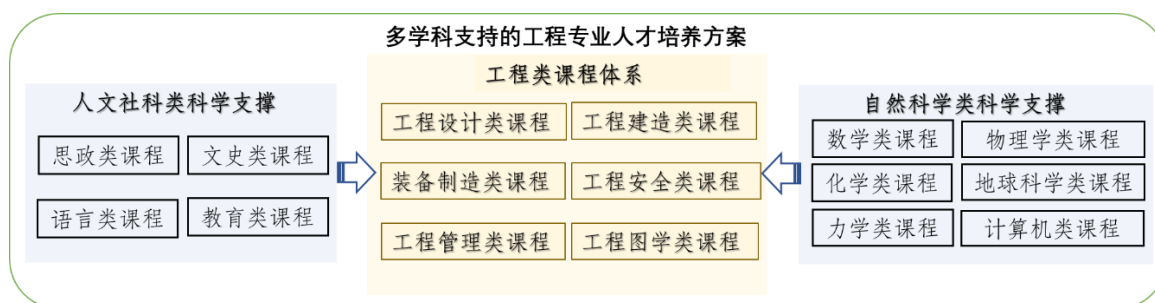 多学科支持的工程专业人才培养方案
人文社科类科学支撑
思政类课程 文史类课程
语言类课程 教育类课程
工程类课程体系
工程设计类课程 工程建造类课程
装备制造类课程 工程安全类课程
工程管理类课程 工程图学类课程
自然科学类科学支撑
数学类课程 物理学类课程
化学类课程 地球科学类课程
力学类课程 计算机类课程